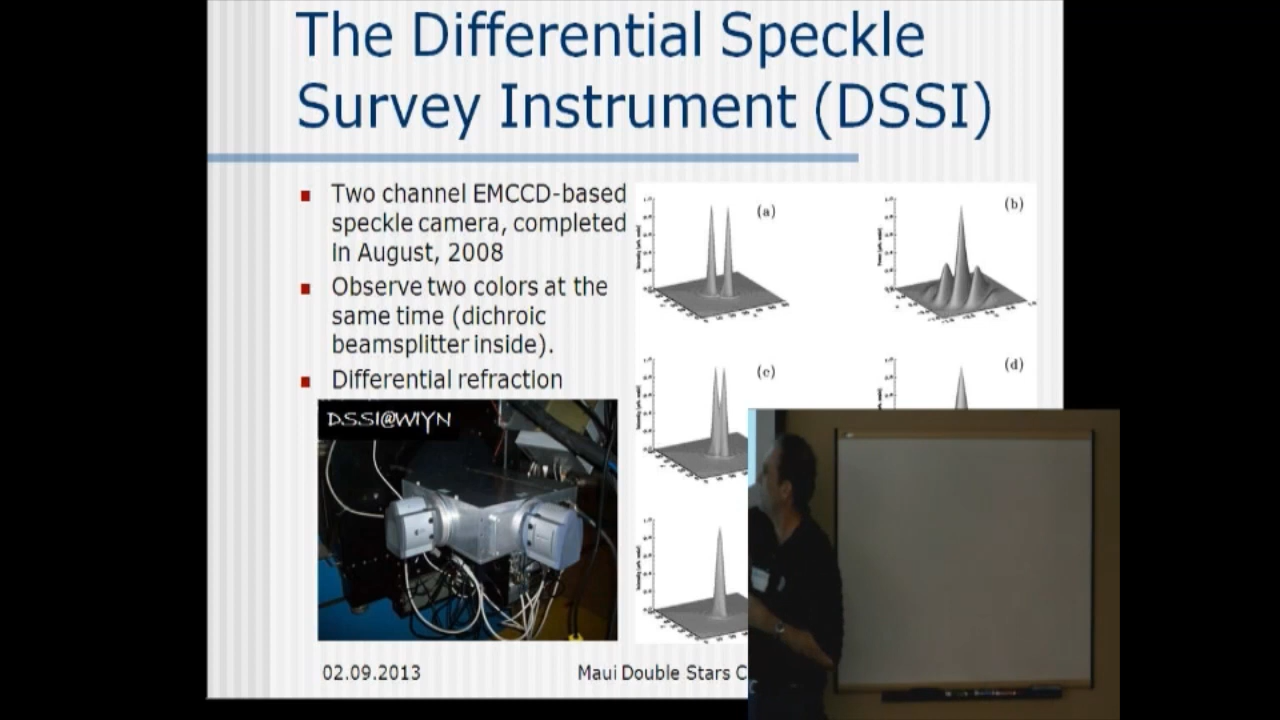 The Differential Speckle
Survey Instrument (DSSI)
Two channel EMCCD-based
speckle camera, completed
in August, 2008
Observe two colors at the
same time (dichroic
beamsplitter inside).
Differential refraction
DSSI@WIYN
(a)
(b)
(c)
(d)
02.09.2013
Maui Double Stars